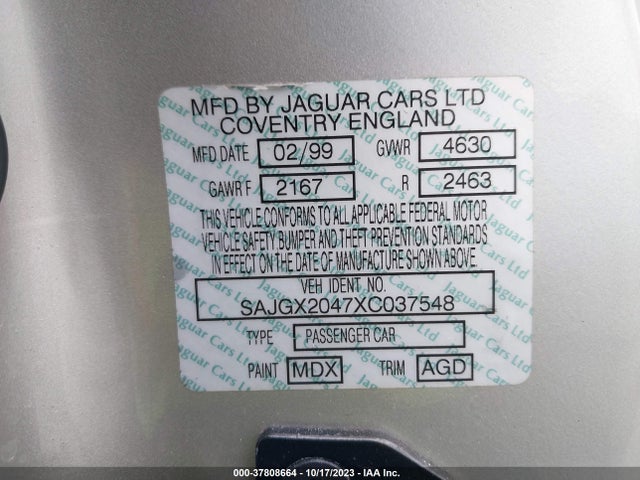 MFD BY JAGUAR CARS LTD
COVENTRY ENGLAND
MFD DATE 02/99 GVWR 4630
GAWR F 2167 R 2463
THIS VEHICLE CONFORMS TO ALL APPLICABLE FEDERAL MOTOR
VEHICLE SAFETY BUMPER AND THEFT PREVENTION STANDARDS
IN EFFECT ON THE DATE OF MANUFACTURE SHOWN ABOVE.
VEH IDENT NO.
SAJGX2047XC037548
TYPE PASSENGER CAR
PAINT MDX TRIM AGD
000-37808664 - 10/17/2023 - IAA Inc.